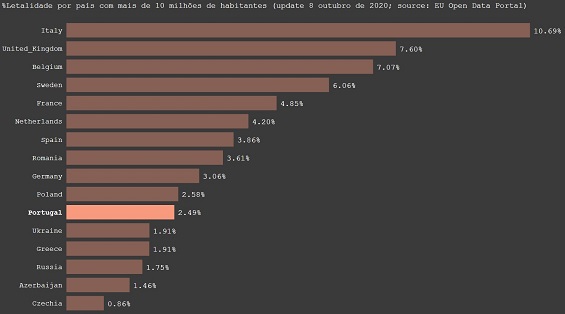 %Letalidade por país com mais de 10 milhões de habitantes (update 8 outubro de 2020; source: EU Open Data Portal)
Italy 10.69%
United_Kingdom 7.60%
Belgium 7.07%
Sweden 6.06%
France 4.85%
Netherlands 4.20%
Spain 3.86%
Romania 3.61%
Germany 3.06%
Poland 2.58%
Portugal 2.49%
Ukraine 1.91%
Greece 1.91%
Russia 1.75%
Azerbaijan 1.46%
Czechia 0.86%